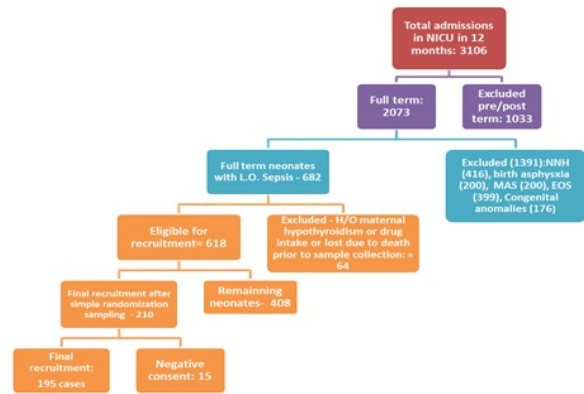 Total admissions
in NICU in 12
months: 3106
Full term:
2073
Excluded
pre/post
term: 1033
Full term neonates
with L.O. Sepsis - 682
Excluded (1391):NNH
(416), birth asphysxia
(200), MAS (200), EOS
(399), Congenital
anomalies (176)
Eligible for
recruitment= 618
Excluded - H/O maternal
hypothyroidism or drug
intake or lost due to death
prior to sample collection: =
64
Final recruitment after
simple randomization
sampling - 210
Remainning
neonates- 408
Final
recruitment:
195 cases
Negative
consent: 15